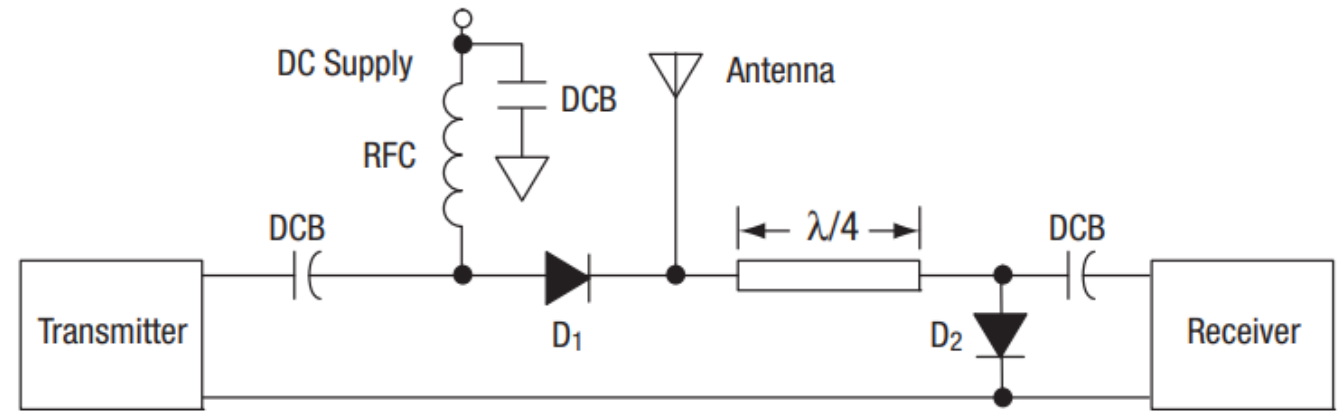 DC Supply
Antenna
DCB
RFC
DCB
λ/4
DCB
Transmitter
D₁
D₂
Receiver